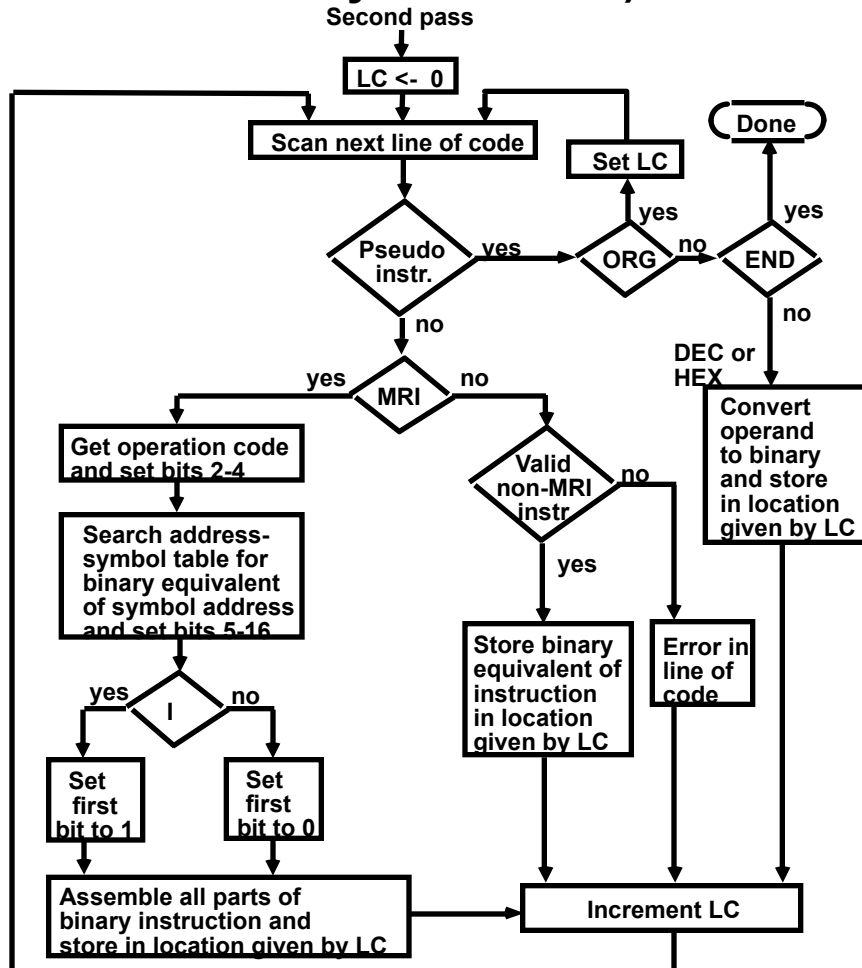 Second pass
LC <- 0
Scan next line of code
Set LC
Done
yes
yes
Pseudo
instr.
yes
ORG
no
END
no
no
DEC or
HEX
yes
MRI
no
Get operation code
and set bits 2-4
Valid
non-MRI
instr
no
Convert
operand
to binary
and store
in location
given by LC
Search address-
symbol table for
binary equivalent
of symbol address
and set bits 5-16
yes
Store binary
equivalent of
instruction
in location
given by LC
Error in
line of
code
yes
I
no
Set
first
bit to 1
Set
first
bit to 0
Assemble all parts of
binary instruction and
store in location given by LC
Increment LC